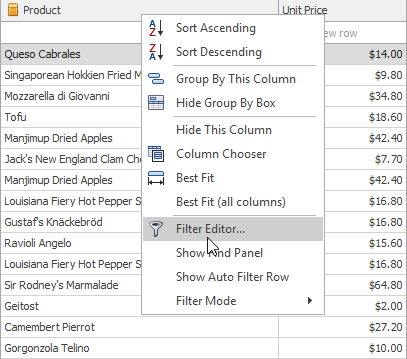 Product
Unit Price
new row
Queso Cabrales $14.00
Singaporean Hokkien Fried M $9.80
Mozzarella di Giovanni $34.80
Tofu $18.60
Manjimup Dried Apples $42.40
Jack's New England Clam Cho $7.70
Manjimup Dried Apples $42.40
Louisiana Fiery Hot Pepper S $16.80
Gustaf's Knäckebröd $16.80
Ravioli Angelo $15.60
Louisiana Fiery Hot Pepper $16.80
Sir Rodney's Marmalade $64.80
Geitost $2.00
Camembert Pierrot $27.20
Gorgonzola Telino $10.00
Sort Ascending
Sort Descending
Group By This Column
Hide Group By Box
Hide This Column
Column Chooser
Best Fit
Best Fit (all columns)
Filter Editor...
Show Find Panel
Show Auto Filter Row
Filter Mode